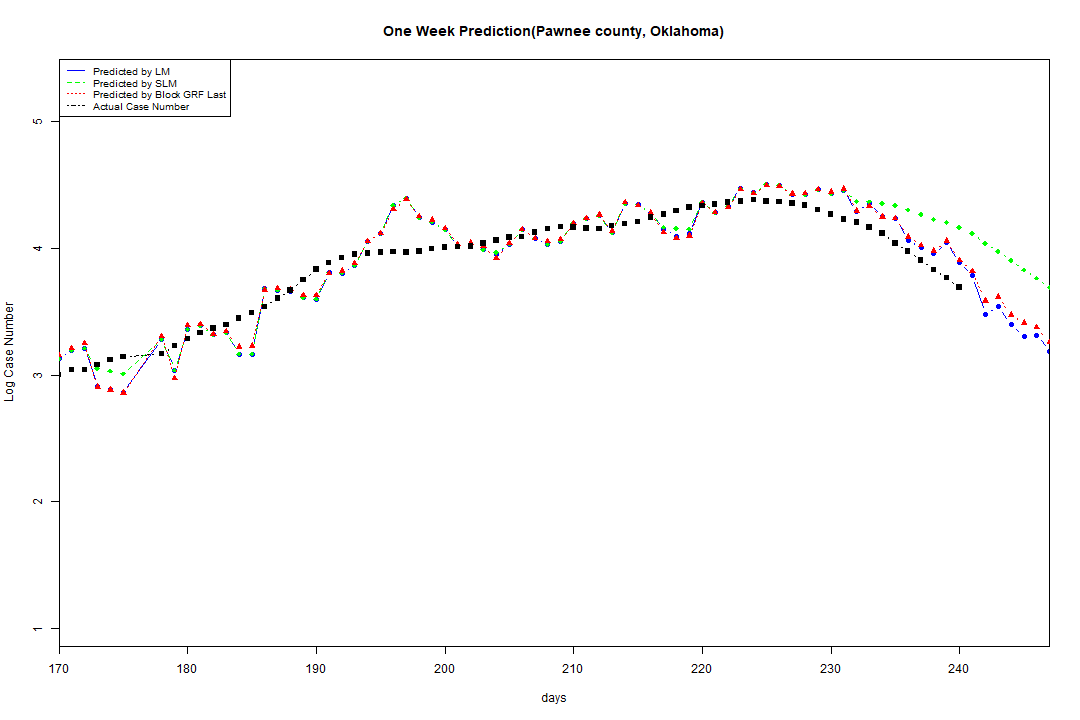 One Week Prediction(Pawnee county, Oklahoma)
Predicted by LM
Predicted by SLM
Predicted by Block GRF Last
Actual Case Number
5
4
3
2
1
Log Case Number
170 180 190 200 210 220 230 240
days